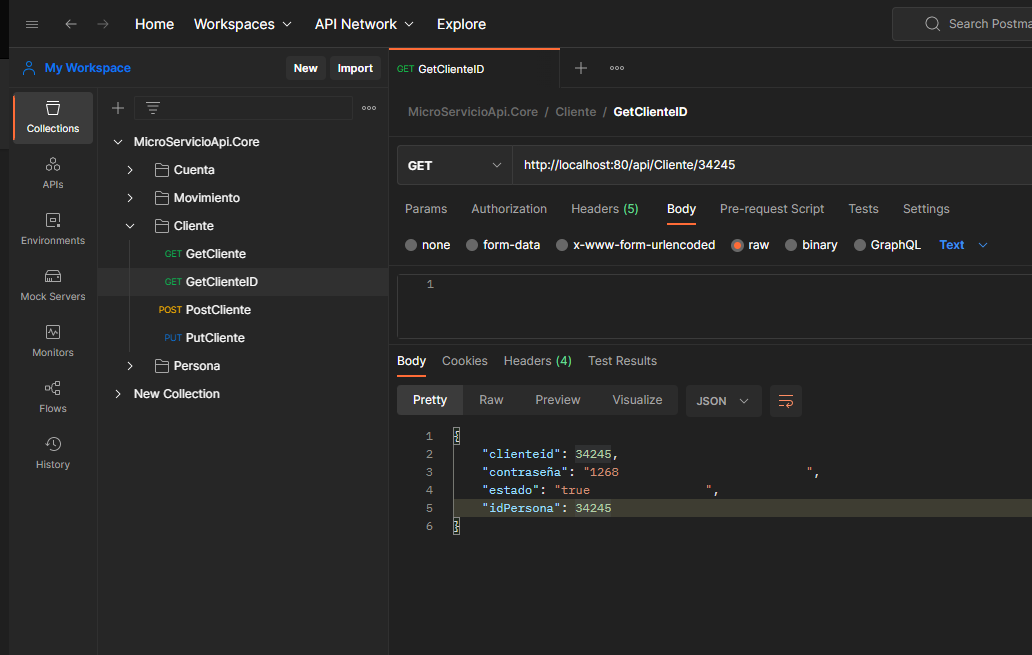 Home Workspaces API Network Explore Search Postma
My Workspace New Import GET GetClienteID
Collections
APIs
Environments
Mock Servers
Monitors
Flows
History
MicroServicioApi.Core
Cuenta
Movimiento
Cliente
GET GetCliente
GET GetClienteID
POST PostCliente
PUT PutCliente
Persona
New Collection
MicroServicioApi.Core / Cliente / GetClienteID
GET http://localhost:80/api/Cliente/34245
Params Authorization Headers (5) Body Pre-request Script Tests Settings
none form-data x-www-form-urlencoded raw binary GraphQL Text
1
Body Cookies Headers (4) Test Results
Pretty Raw Preview Visualize JSON
1 {
2 "clienteid": 34245,
3 "contraseña": "1268 ",
4 "estado": "true ",
5 "idPersona": 34245
6 }